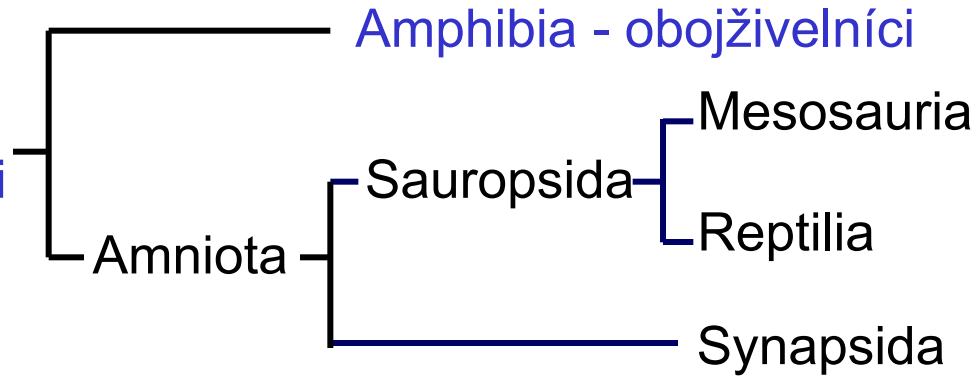 Amphibia - obojživelníci
Mesosauria
i
Sauropsida
Reptilia
Amniota
Synapsida